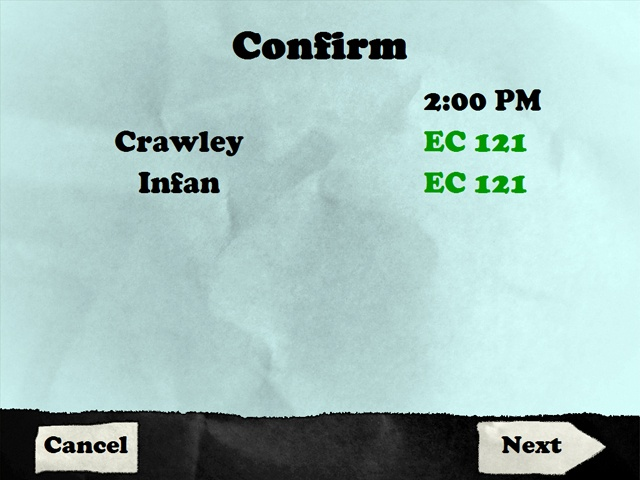 Confirm
2:00 PM
Crawley EC 121
Infan EC 121
Cancel Next